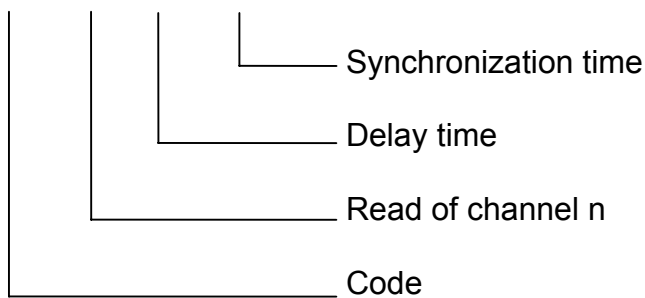 Synchronization time
Delay time
Read of channel n
Code